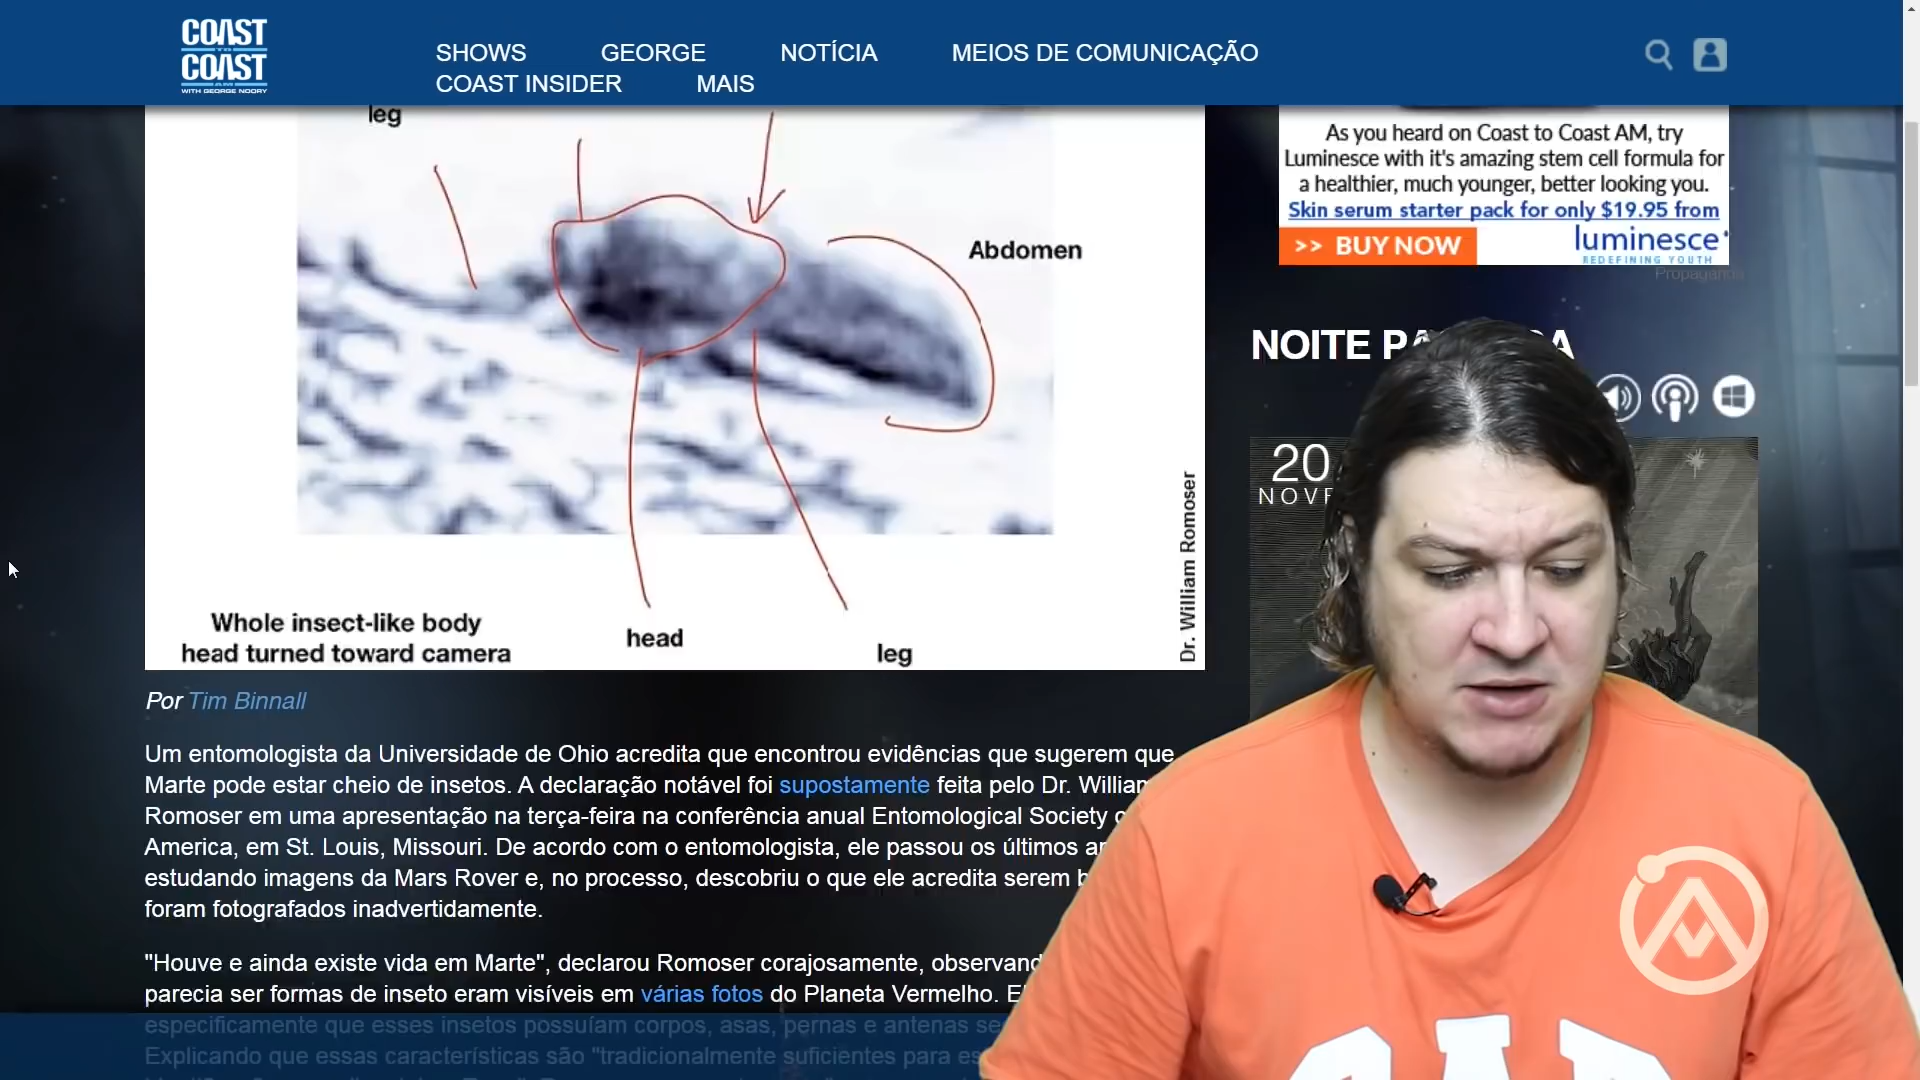 COAST
TO
COAST
AM
WITH GEORGE NOORY
SHOWS GEORGE NOTÍCIA MEIOS DE COMUNICAÇÃO
COAST INSIDER MAIS
leg
Abdomen
Whole insect-like body
head turned toward camera
head
leg
Dr. William Romoser
Por Tim Binnall
Um entomologista da Universidade de Ohio acredita que encontrou evidências que sugerem que
Marte pode estar cheio de insetos. A declaração notável foi supostamente feita pelo Dr. William
Romoser em uma apresentação na terça-feira na conferência anual Entomological Society
America, em St. Louis, Missouri. De acordo com o entomologista, ele passou os últimos
estudando imagens da Mars Rover e, no processo, descobriu o que ele acredita serem
foram fotografados inadvertidamente.
"Houve e ainda existe vida em Marte", declarou Romoser corajosamente,
parecia ser formas de inseto eram visíveis em várias fotos do Planeta Vermelho.
especificamente que esses insetos possuíam corpos, asas, pernas e antenas
Explicando que essas características são "tradicionalmente suficientes para
As you heard on Coast to Coast AM, try
Luminesce with it's amazing stem cell formula for
a healthier, much younger, better looking you.
Skin serum starter pack for only $19.95 from
>> BUY NOW
luminesce
REDEFINING YOUTH
Propaganda
NOITE
20
NOVE
GAP